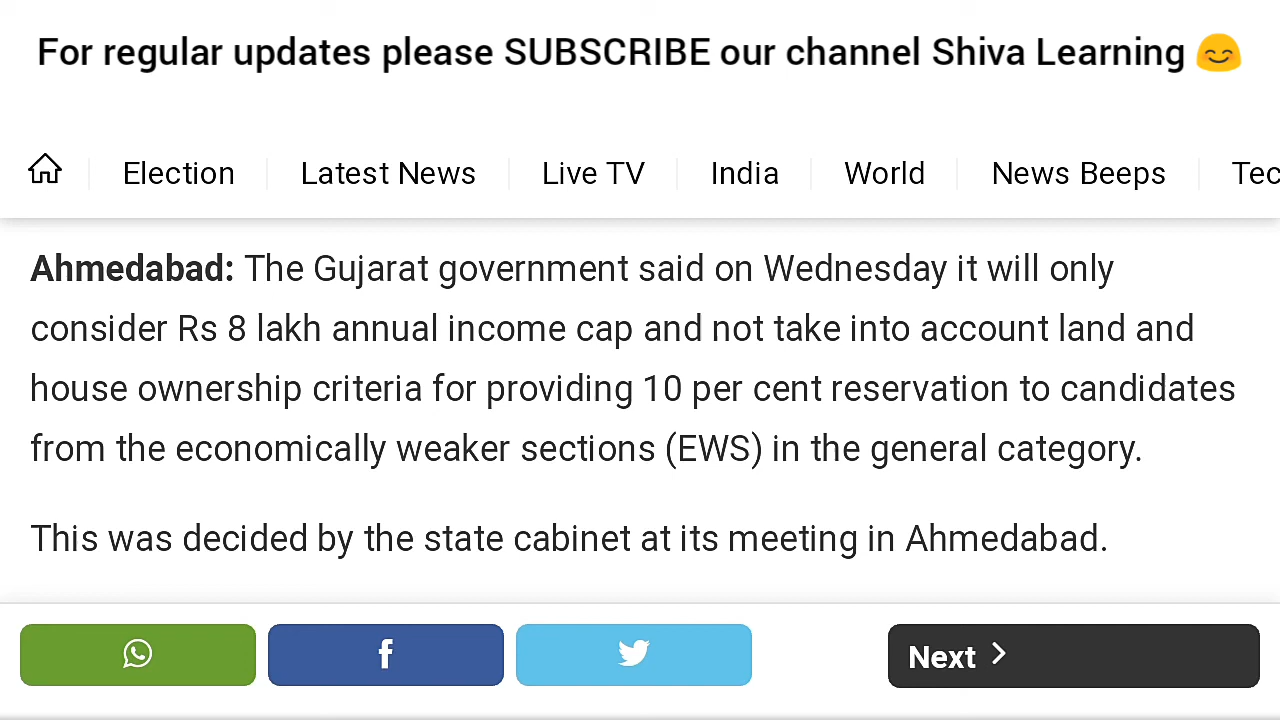 For regular updates please SUBSCRIBE our channel Shiva Learning 😊
Election Latest News Live TV India World News Beeps Tec
Ahmedabad: The Gujarat government said on Wednesday it will only
consider Rs 8 lakh annual income cap and not take into account land and
house ownership criteria for providing 10 per cent reservation to candidates
from the economically weaker sections (EWS) in the general category.
This was decided by the state cabinet at its meeting in Ahmedabad.
Next